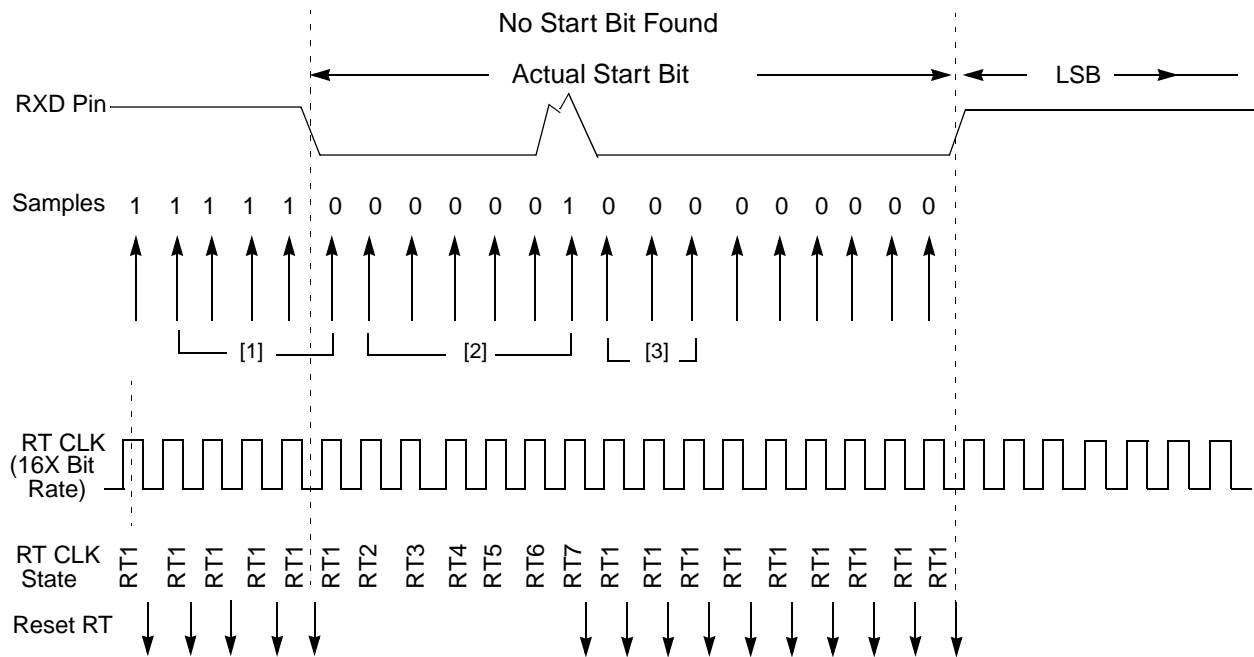 No Start Bit Found
Actual Start Bit
LSB
RXD Pin
Samples 1 1 1 1 1 0 0 0 0 0 0 1 0 0 0 0 0 0 0 0 0
[1] [2] [3]
RT CLK
(16X Bit
Rate)
RT CLK
State
RT1 RT1 RT1 RT1 RT1 RT1 RT2 RT3 RT4 RT5 RT6 RT7 RT1 RT1 RT1 RT1 RT1 RT1 RT1 RT1 RT1
Reset RT